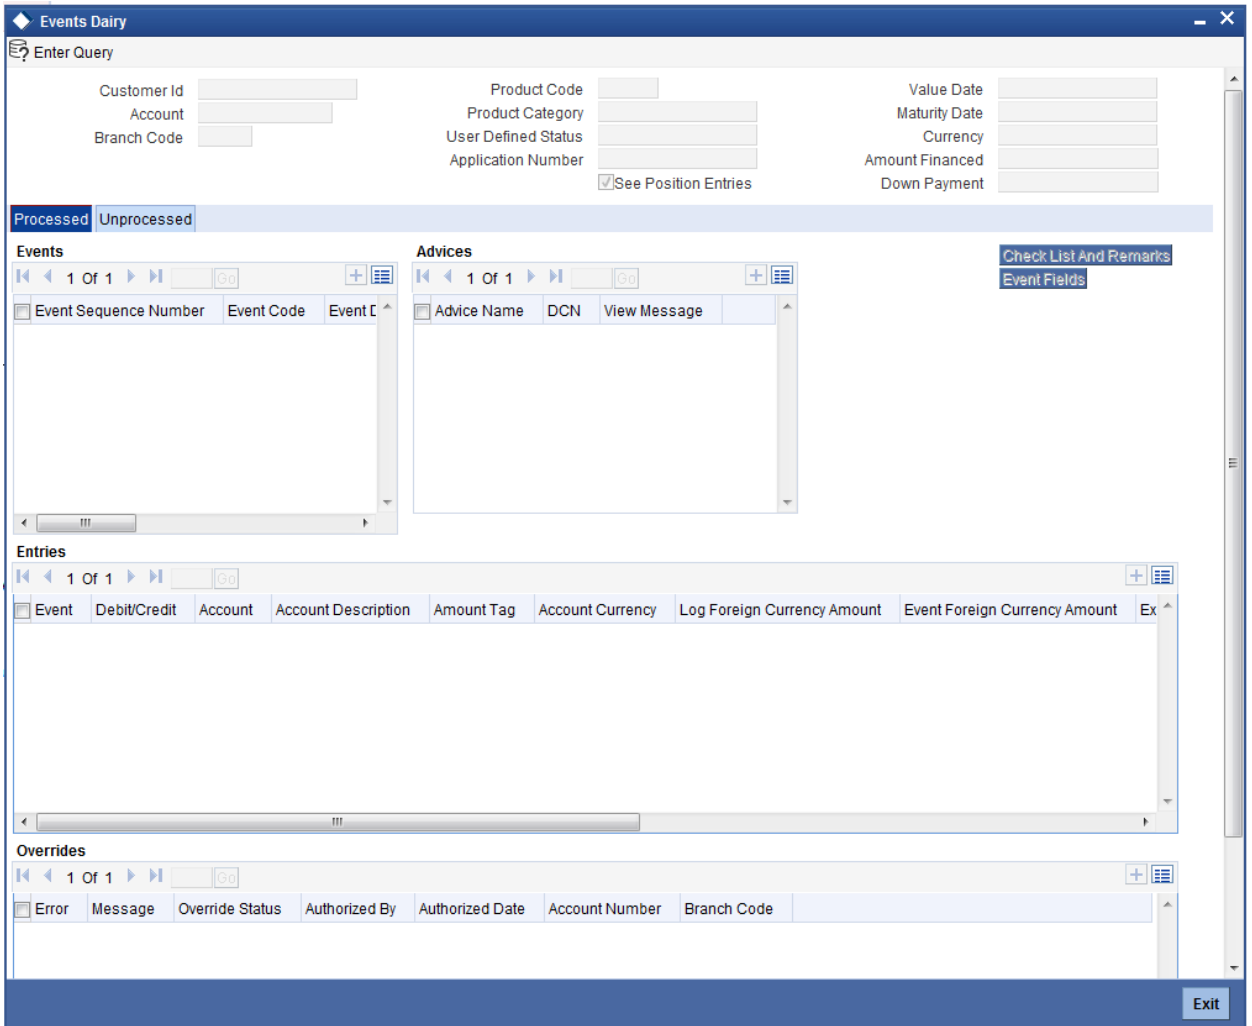 Events Dairy
Enter Query
Customer Id
Account
Branch Code
Product Code
Product Category
User Defined Status
Application Number
See Position Entries
Value Date
Maturity Date
Currency
Amount Financed
Down Payment
Processed Unprocessed
Events
1 Of 1 Go
Event Sequence Number Event Code Event D
Advices
1 Of 1 Go
Advice Name DCN View Message
Check List And Remarks
Event Fields
Entries
1 Of 1 Go
Event Debit/Credit Account Account Description Amount Tag Account Currency Log Foreign Currency Amount Event Foreign Currency Amount Ex
Overrides
1 Of 1 Go
Error Message Override Status Authorized By Authorized Date Account Number Branch Code
Exit